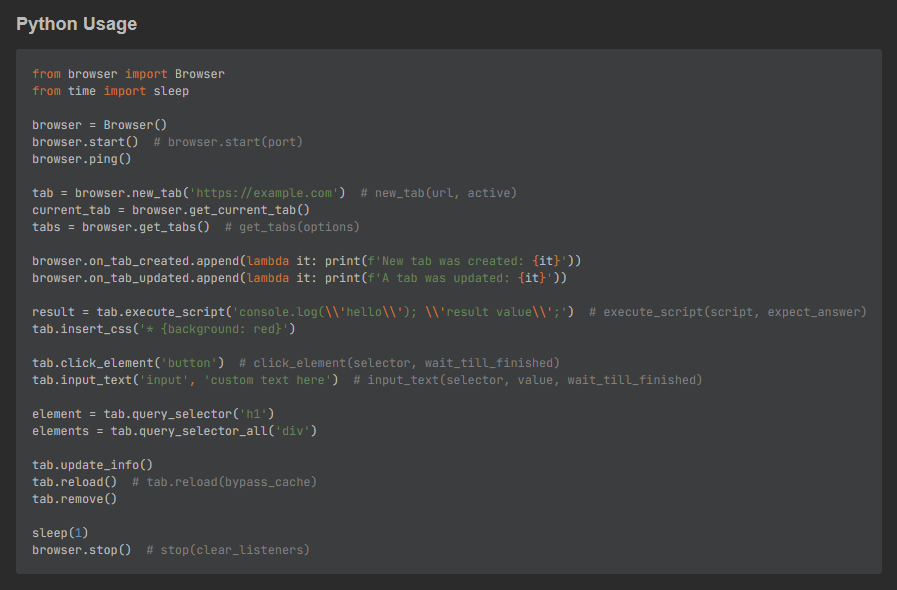 Python Usage
from browser import Browser
from time import sleep
browser = Browser()
browser.start()  # browser.start(port)
browser.ping()
tab = browser.new_tab('https://example.com')  # new_tab(url, active)
current_tab = browser.get_current_tab()
tabs = browser.get_tabs()  # get_tabs(options)
browser.on_tab_created.append(lambda it: print(f'New tab was created: {it}'))
browser.on_tab_updated.append(lambda it: print(f'A tab was updated: {it}'))
result = tab.execute_script('console.log(\\'hello\\'); \\'result value\\';')  # execute_script(script, expect_answer)
tab.insert_css('* {background: red}')
tab.click_element('button')  # click_element(selector, wait_till_finished)
tab.input_text('input', 'custom text here')  # input_text(selector, value, wait_till_finished)
element = tab.query_selector('h1')
elements = tab.query_selector_all('div')
tab.update_info()
tab.reload()  # tab.reload(bypass_cache)
tab.remove()
sleep(1)
browser.stop()  # stop(clear_listeners)